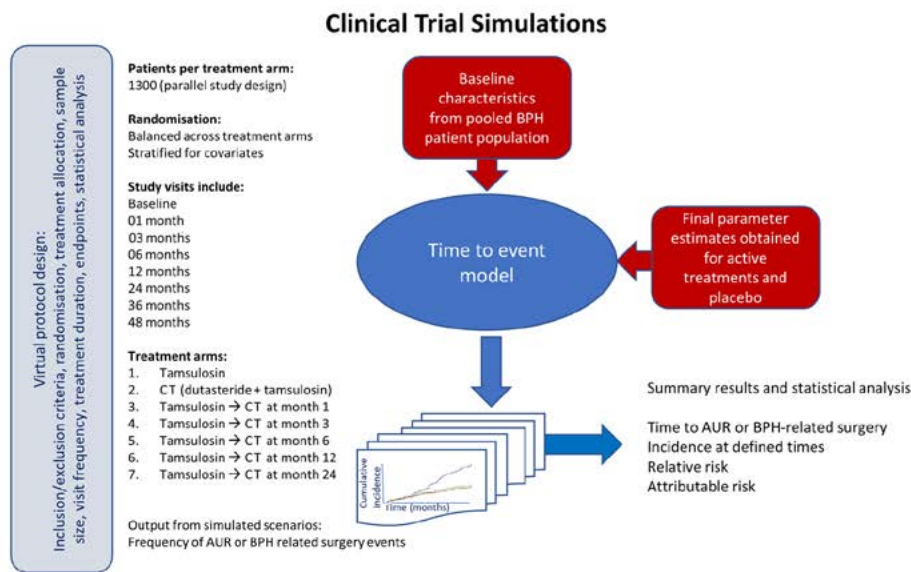 Clinical Trial Simulations
Virtual protocol design:
Inclusion/exclusion criteria, randomisation, treatment allocation, sample
size, visit frequency, treatment duration, endpoints, statistical analysis
Patients per treatment arm:
1300 (parallel study design)
Randomisation:
Balanced across treatment arms
Stratified for covariates
Study visits include:
Baseline
01 month
03 months
06 months
12 months
24 months
36 months
48 months
Treatment arms:
1. Tamsulosin
2. CT (dutasteride + tamsulosin)
3. Tamsulosin → CT at month 1
4. Tamsulosin → CT at month 3
5. Tamsulosin → CT at month 6
6. Tamsulosin → CT at month 12
7. Tamsulosin → CT at month 24
Output from simulated scenarios:
Frequency of AUR or BPH related surgery events
Baseline
characteristics
from pooled BPH
patient population
Time to event
model
Final parameter
estimates obtained
for active
treatments and
placebo
Cumulative
incidence
Time (months)
Summary results and statistical analysis
Time to AUR or BPH-related surgery
Incidence at defined times
Relative risk
Attributable risk